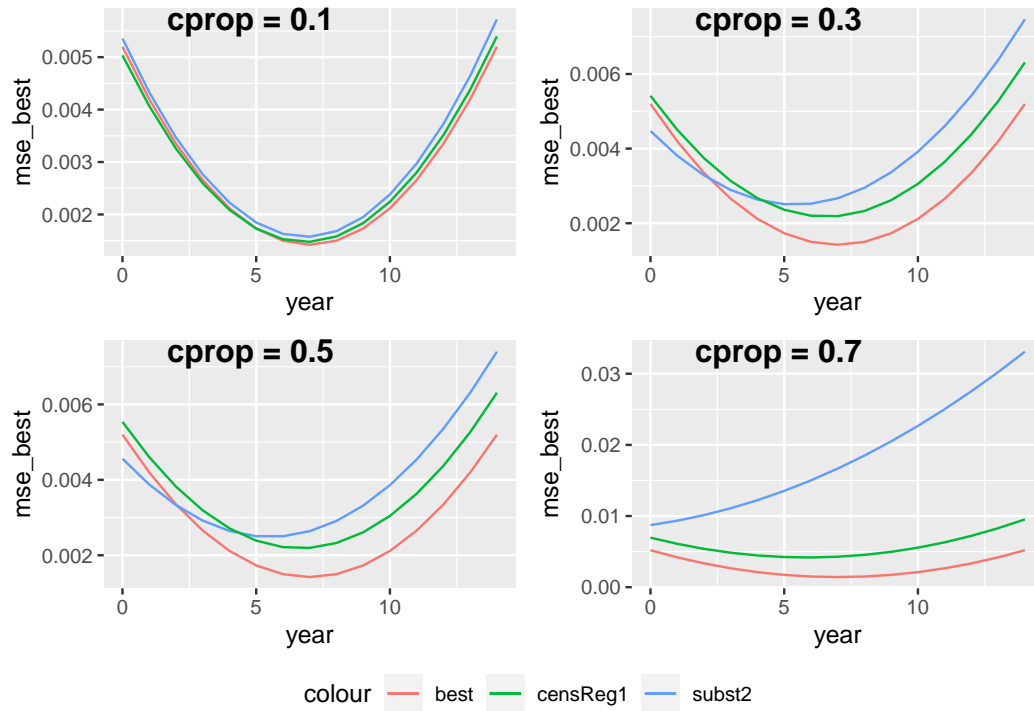 cprop = 0.1
mse_best
0.005
0.004
0.003
0.002
0
5
10
year
cprop = 0.3
mse_best
0.006
0.004
0.002
0
5
10
year
cprop = 0.5
mse_best
0.006
0.004
0.002
0
5
10
year
cprop = 0.7
mse_best
0.03
0.02
0.01
0.00
0
5
10
year
colour best censReg1 subst2